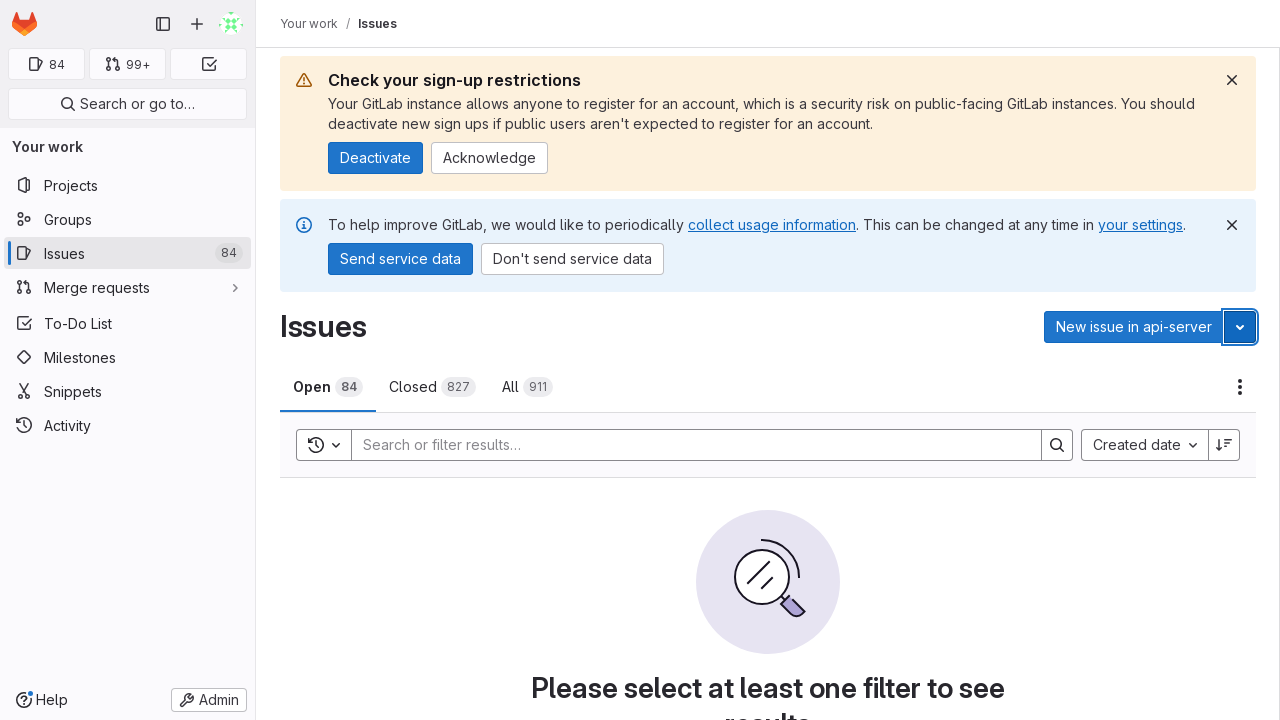 Your work / Issues
84
99+
Search or go to…
Your work
Projects
Groups
Issues 84
Merge requests
To-Do List
Milestones
Snippets
Activity
Help
Admin
Check your sign-up restrictions
Your GitLab instance allows anyone to register for an account, which is a security risk on public-facing GitLab instances. You should
deactivate new sign ups if public users aren't expected to register for an account.
Deactivate
Acknowledge
To help improve GitLab, we would like to periodically collect usage information. This can be changed at any time in your settings.
Send service data
Don't send service data
Issues
New issue in api-server
Open 84
Closed 827
All 911
Search or filter results…
Created date
Please select at least one filter to see
results